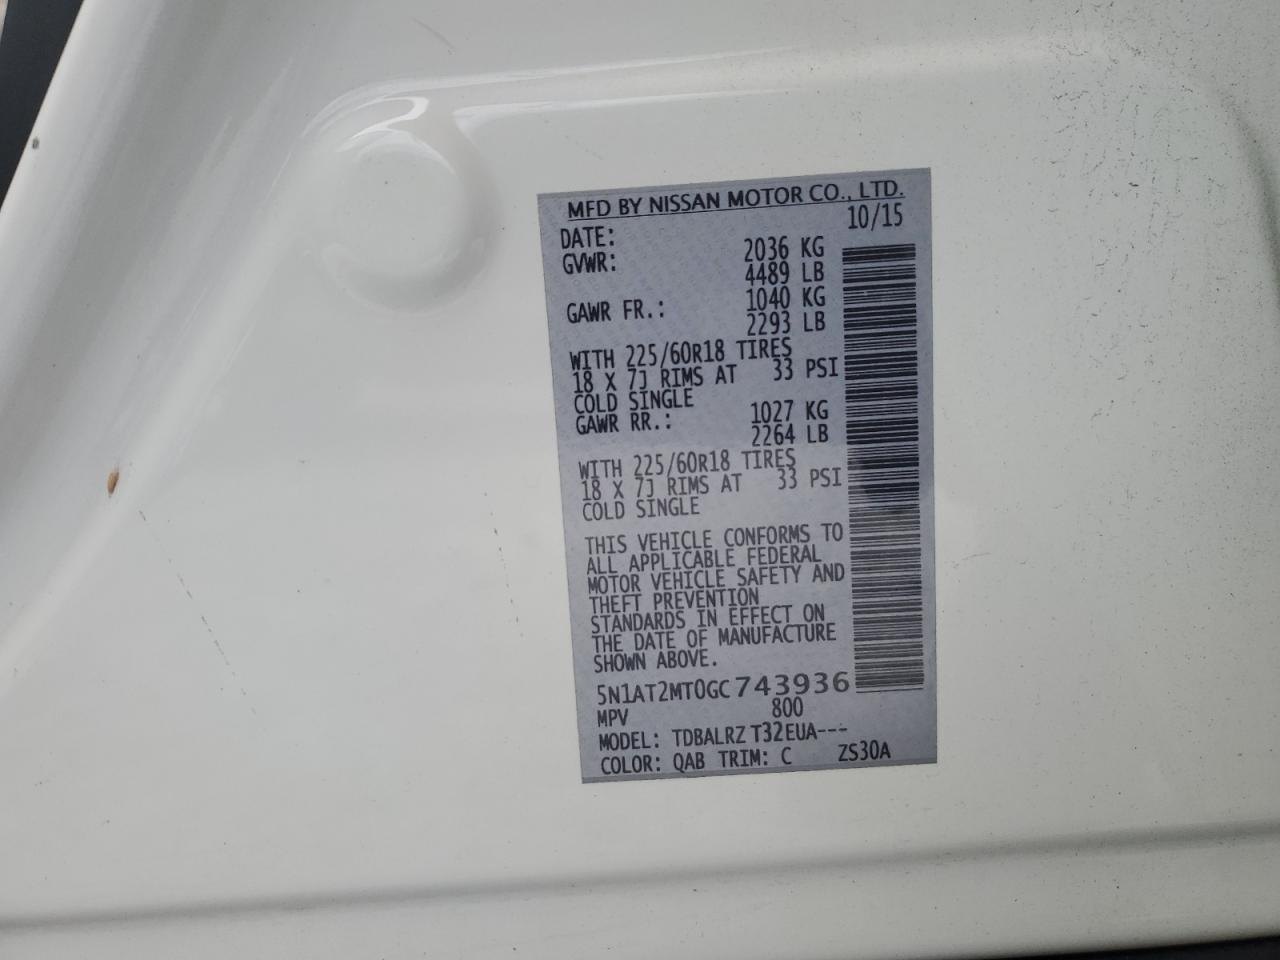 MFD BY NISSAN MOTOR CO., LTD.
DATE: 10/15
GVWR: 2036 KG
4489 LB
GAWR FR.: 1040 KG
2293 LB
WITH 225/60R18 TIRES
18 X 7J RIMS AT 33 PSI
COLD SINGLE
GAWR RR.: 1027 KG
2264 LB
WITH 225/60R18 TIRES
18 X 7J RIMS AT 33 PSI
COLD SINGLE
THIS VEHICLE CONFORMS TO
ALL APPLICABLE FEDERAL
MOTOR VEHICLE SAFETY AND
THEFT PREVENTION
STANDARDS IN EFFECT ON
THE DATE OF MANUFACTURE
SHOWN ABOVE.
5N1AT2MT0GC743936
MPV 800
MODEL: TDBALRZ T32EUA---
COLOR: QAB TRIM: C ZS30A